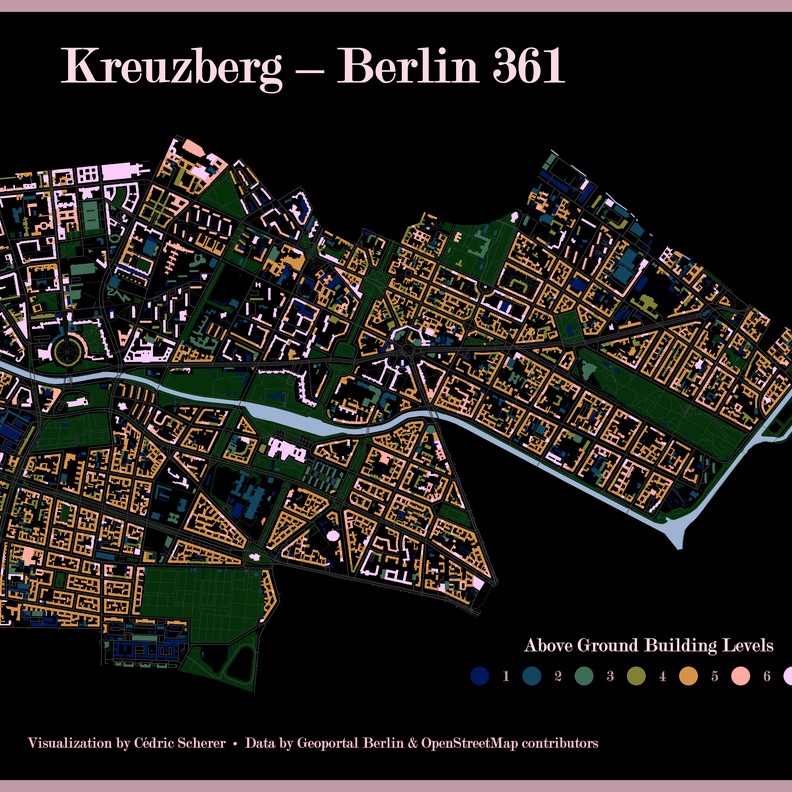 Kreuzberg – Berlin 361
Above Ground Building Levels
1 2 3 4 5 6
Visualization by Cédric Scherer • Data by Geoportal Berlin & OpenStreetMap contributors